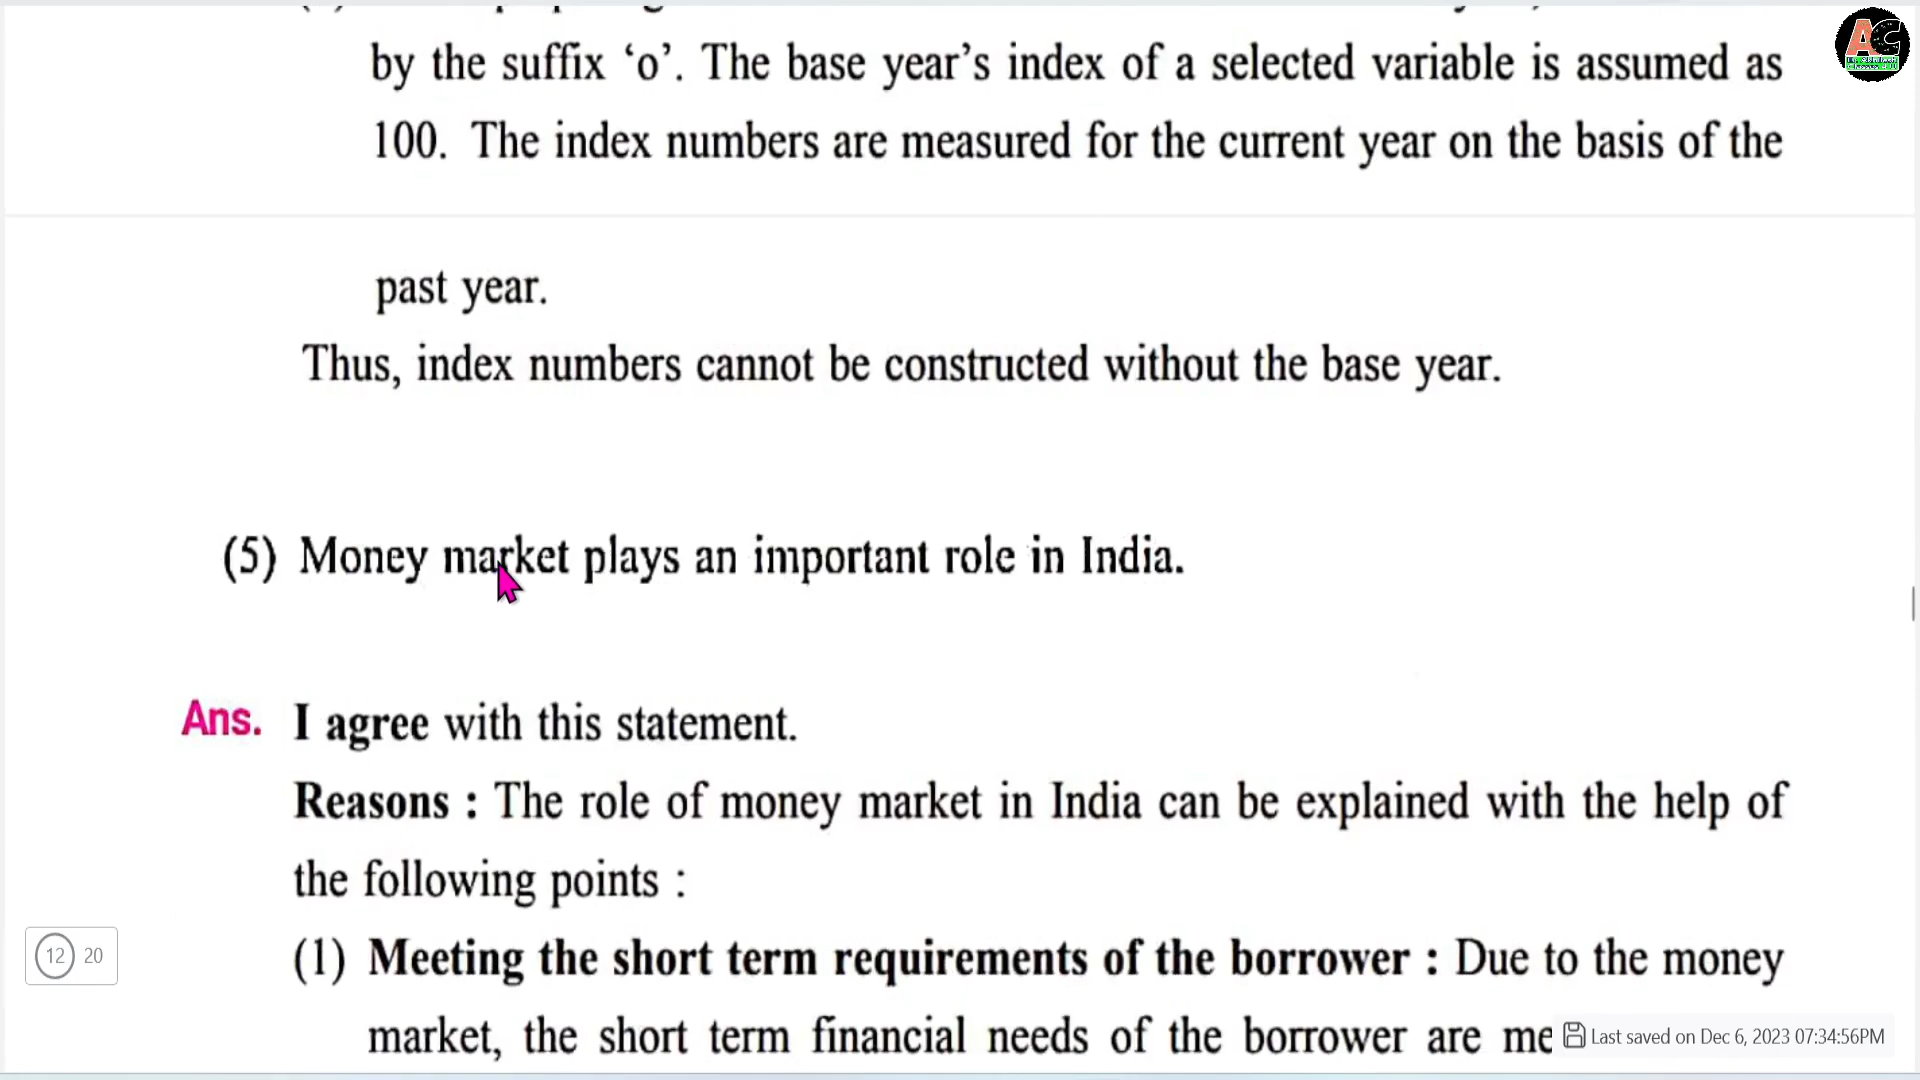 by the suffix ‘o’. The base year’s index of a selected variable is assumed as
100. The index numbers are measured for the current year on the basis of the
past year.
Thus, index numbers cannot be constructed without the base year.
(5) Money market plays an important role in India.
Ans. I agree with this statement.
Reasons : The role of money market in India can be explained with the help of
the following points :
(1) Meeting the short term requirements of the borrower : Due to the money
market, the short term financial needs of the borrower are me
12 20
Last saved on Dec 6, 2023 07:34:56PM
AC